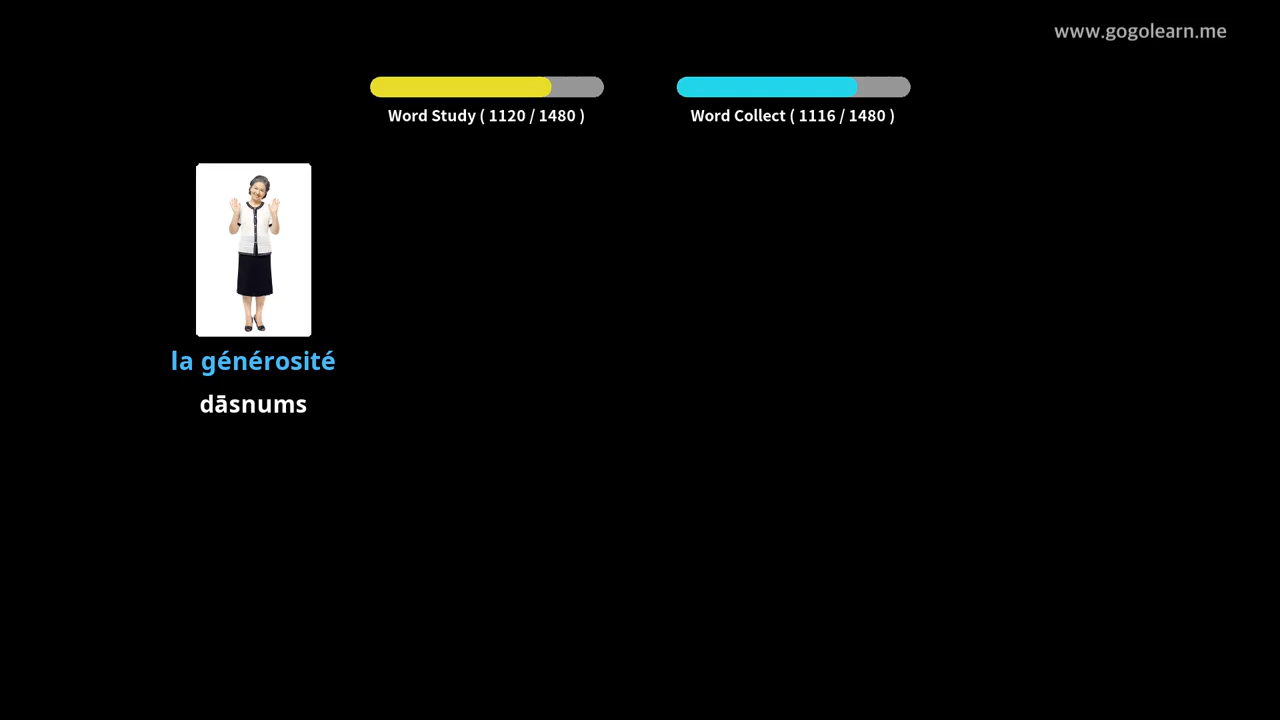 www.gogolearn.me
Word Study ( 1120 / 1480 )
Word Collect ( 1116 / 1480 )
la générosité
dāsnums